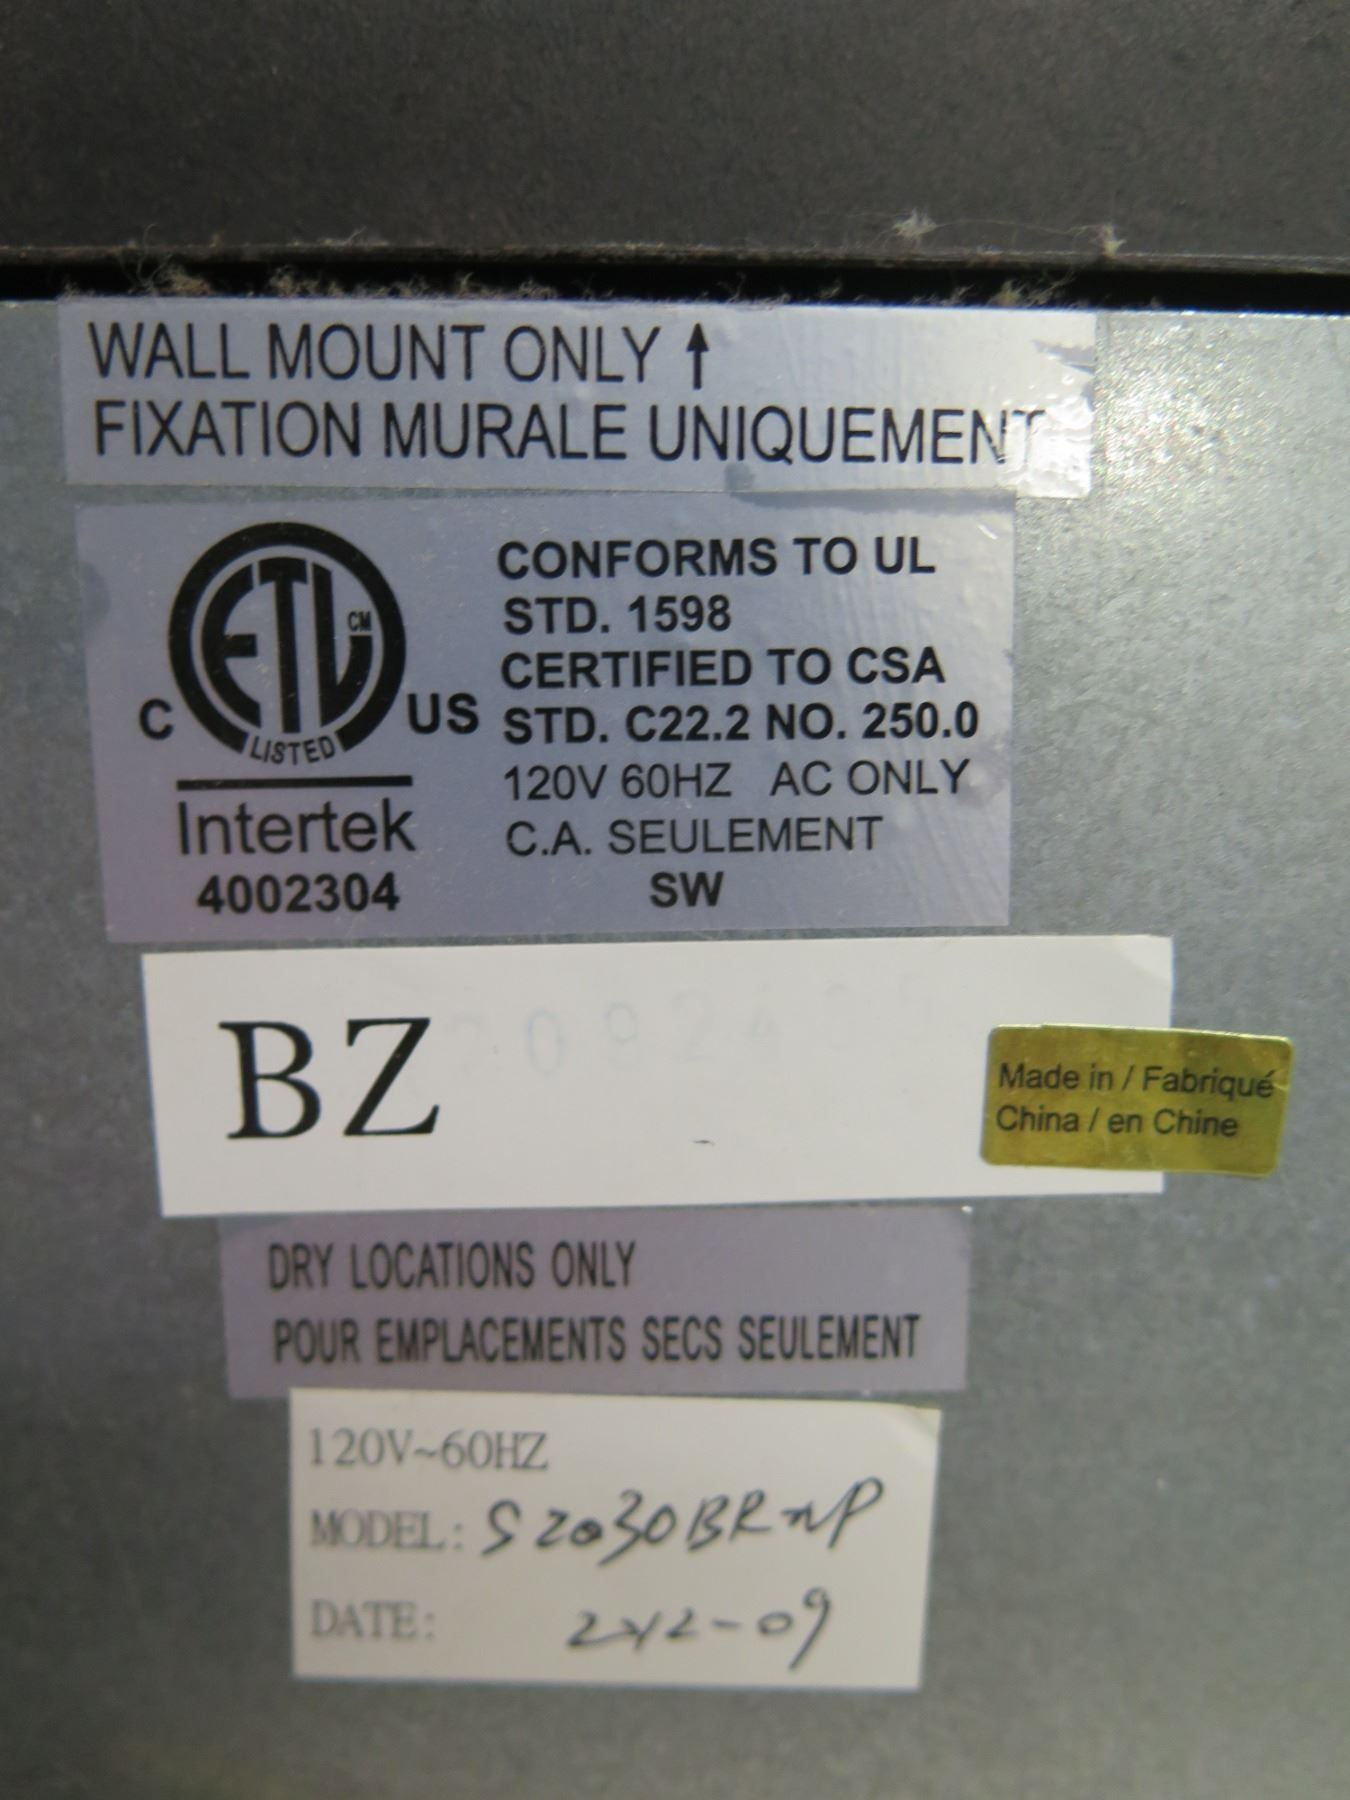 WALL MOUNT ONLY ↑
FIXATION MURALE UNIQUEMENT
ETL CM
C US
LISTED
Intertek
4002304
CONFORMS TO UL
STD. 1598
CERTIFIED TO CSA
STD. C22.2 NO. 250.0
120V 60HZ AC ONLY
C.A. SEULEMENT
SW
BZ
Made in / Fabriqué
China / en Chine
DRY LOCATIONS ONLY
POUR EMPLACEMENTS SECS SEULEMENT
120V~60HZ
MODEL:
DATE: